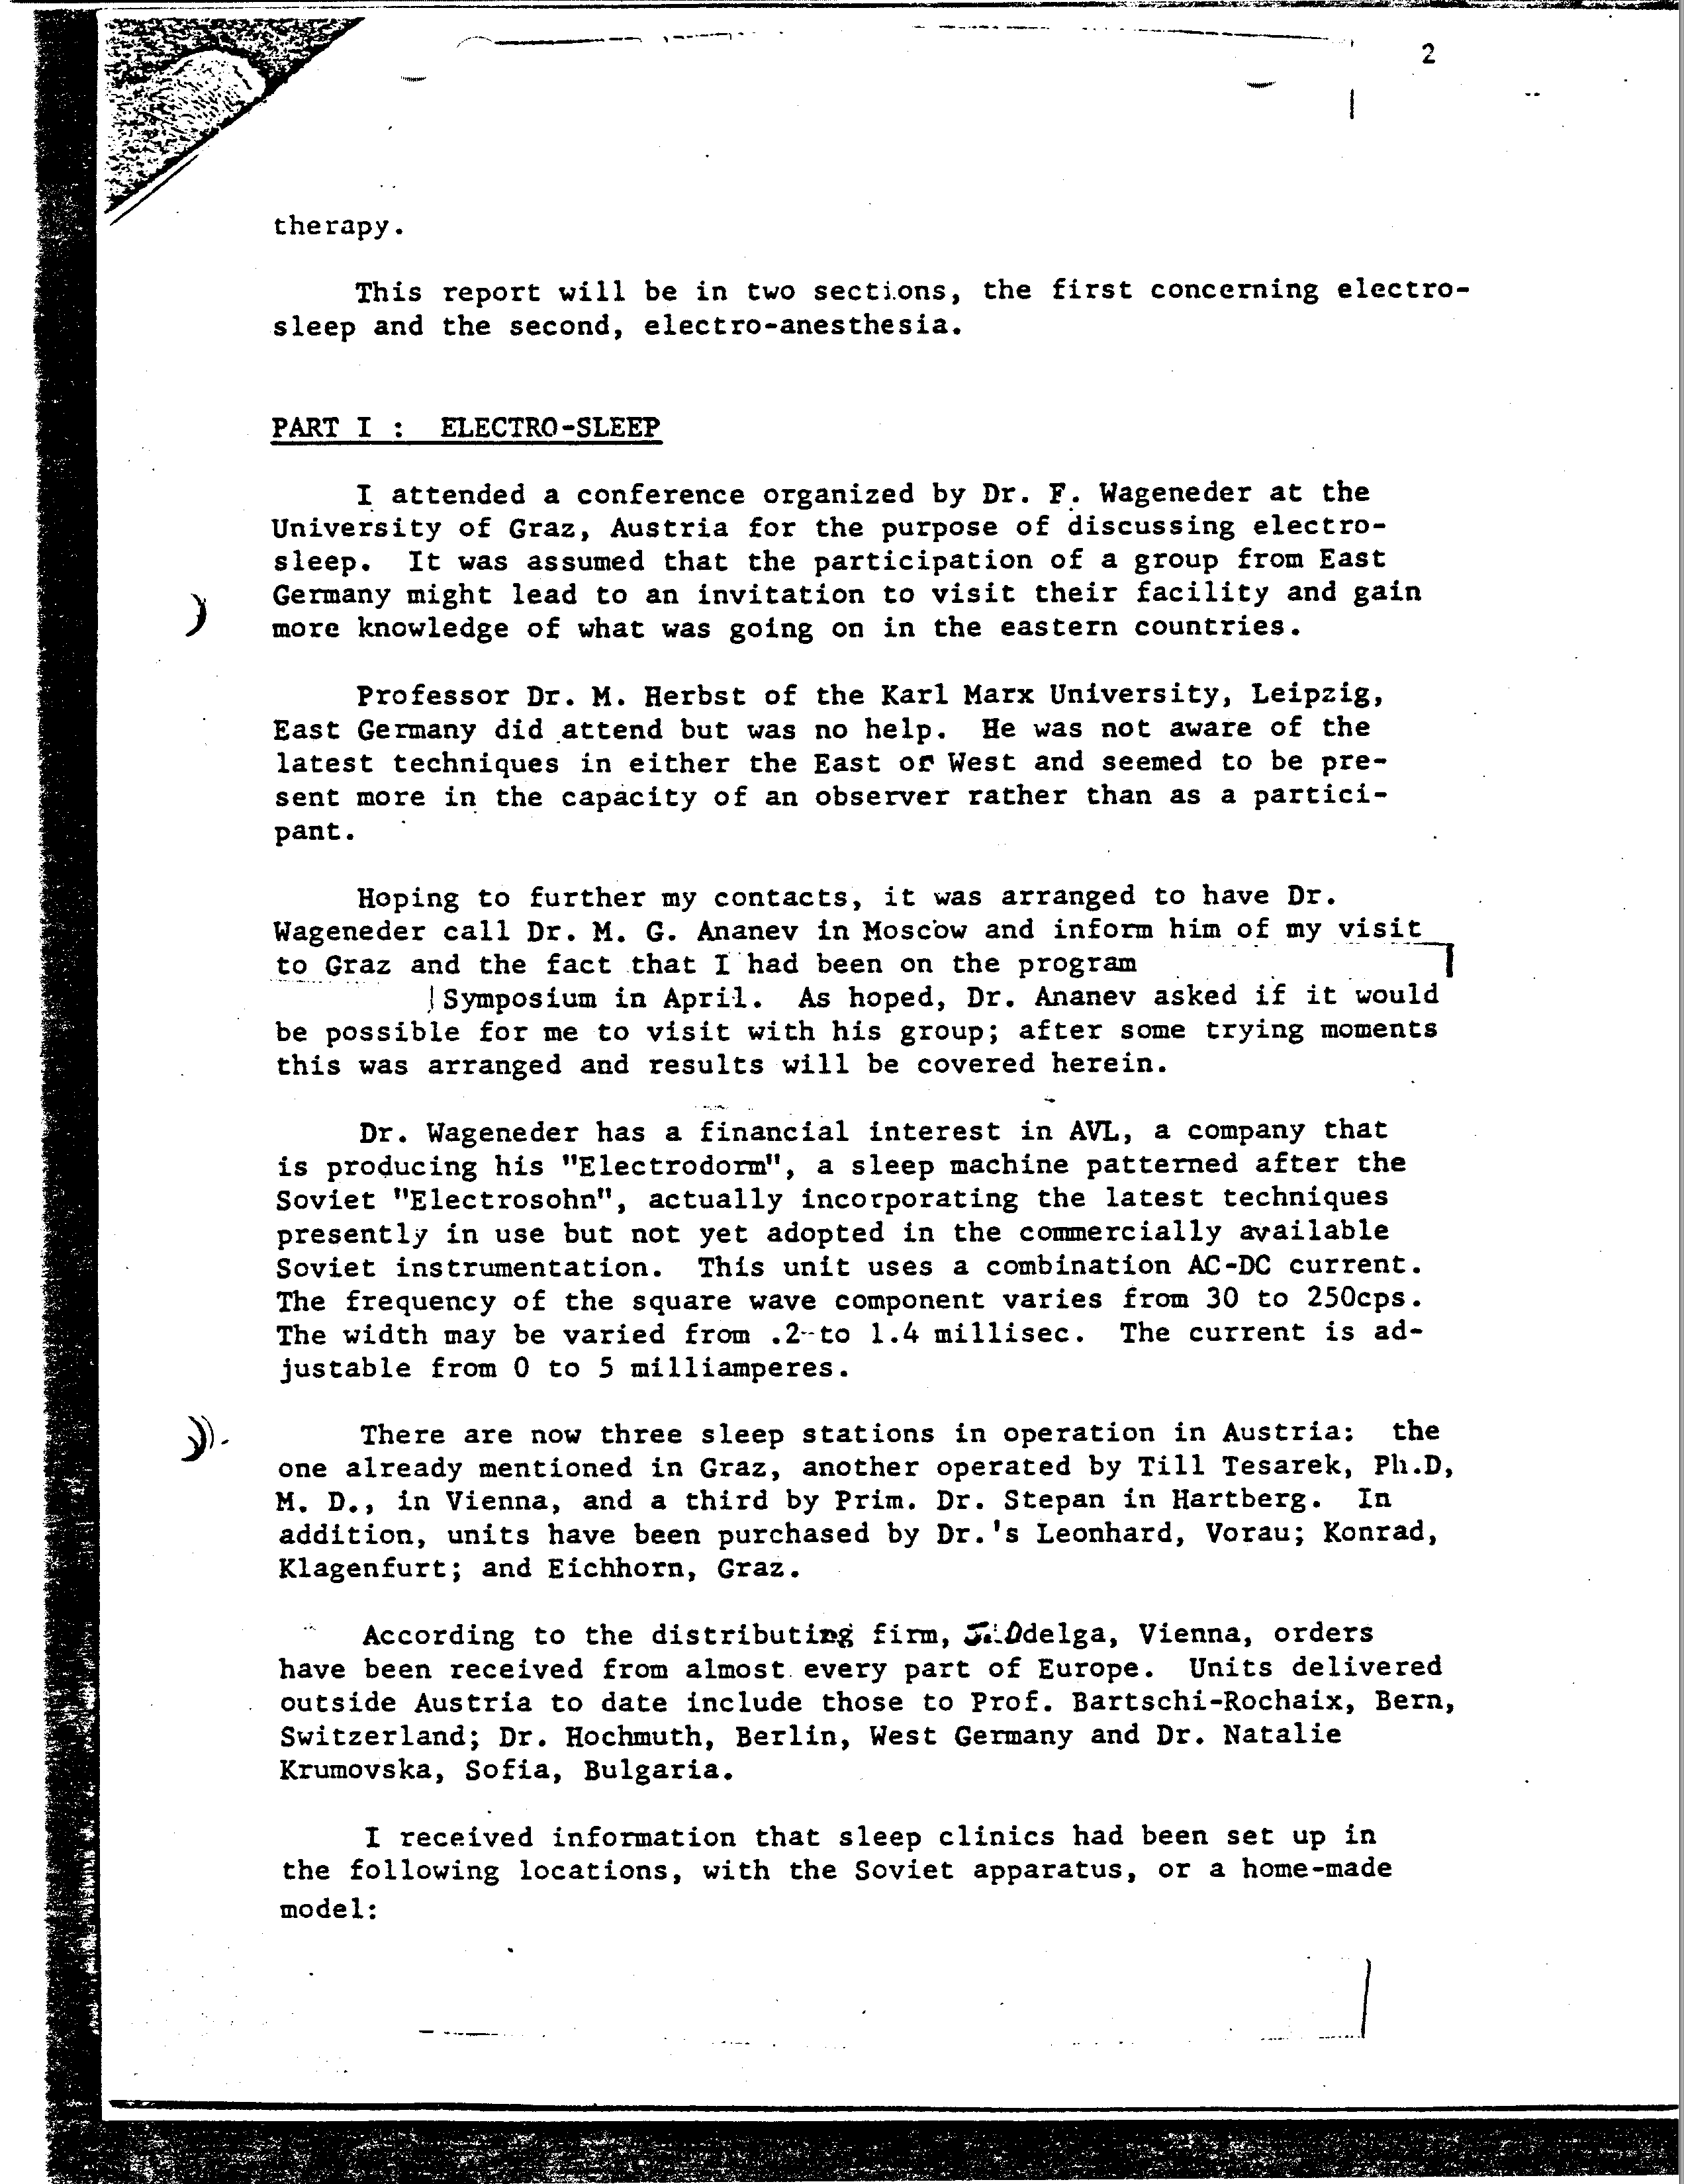 2
therapy.
This report will be in two sections, the first concerning electro-
sleep and the second, electro-anesthesia.
PART I : ELECTRO-SLEEP
I attended a conference organized by Dr. F. Wageneder at the
University of Graz, Austria for the purpose of discussing electro-
sleep. It was assumed that the participation of a group from East
Germany might lead to an invitation to visit their facility and gain
more knowledge of what was going on in the eastern countries.
Professor Dr. M. Herbst of the Karl Marx University, Leipzig,
East Germany did attend but was no help. He was not aware of the
latest techniques in either the East or West and seemed to be pre-
sent more in the capacity of an observer rather than as a partici-
pant.
Hoping to further my contacts, it was arranged to have Dr.
Wageneder call Dr. M. G. Ananev in Moscow and inform him of my visit
to Graz and the fact that I had been on the program
Symposium in April. As hoped, Dr. Ananev asked if it would
be possible for me to visit with his group; after some trying moments
this was arranged and results will be covered herein.
Dr. Wageneder has a financial interest in AVL, a company that
is producing his "Electrodorm", a sleep machine patterned after the
Soviet "Electrosohn", actually incorporating the latest techniques
presently in use but not yet adopted in the commercially available
Soviet instrumentation. This unit uses a combination AC-DC current.
The frequency of the square wave component varies from 30 to 250cps.
The width may be varied from .2 to 1.4 millisec. The current is ad-
justable from 0 to 5 milliamperes.
There are now three sleep stations in operation in Austria: the
one already mentioned in Graz, another operated by Till Tesarek, Ph.D,
M. D., in Vienna, and a third by Prim. Dr. Stepan in Hartberg. In
addition, units have been purchased by Dr.'s Leonhard, Vorau; Konrad,
Klagenfurt; and Eichhorn, Graz.
According to the distributing firm, Odelga, Vienna, orders
have been received from almost every part of Europe. Units delivered
outside Austria to date include those to Prof. Bartschi-Rochaix, Bern,
Switzerland; Dr. Hochmuth, Berlin, West Germany and Dr. Natalie
Krumovska, Sofia, Bulgaria.
I received information that sleep clinics had been set up in
the following locations, with the Soviet apparatus, or a home-made
model: